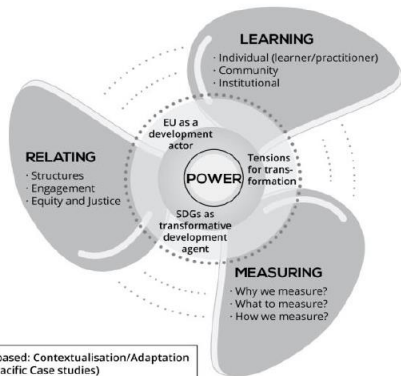 LEARNING
· Individual (learner/practitioner)
· Community
· Institutional
EU as a
development
actor
RELATING
· Structures
· Engagement
· Equity and Justice
POWER
Tensions
for trans-
formation
SDGs as
transformative
development
agent
MEASURING
· Why we measure?
· What to measure?
· How we measure?
based: Contextualisation/Adaptation
acific Case studies)